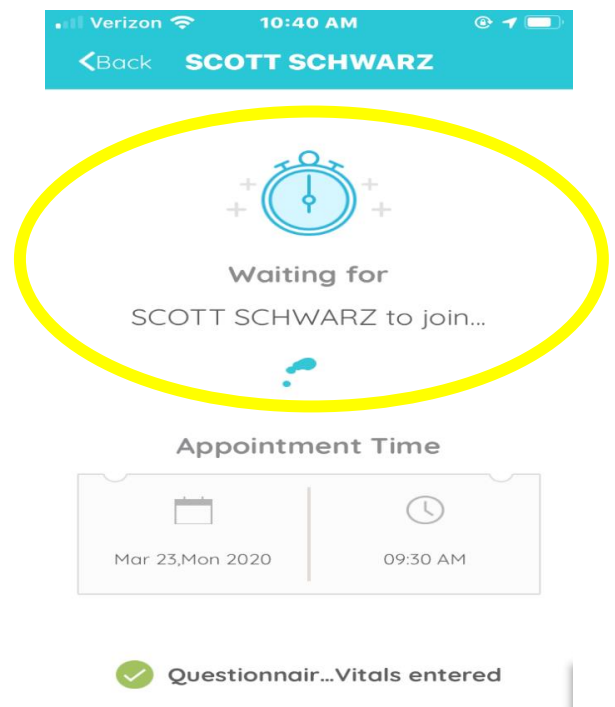 Verizon 10:40 AM
Back SCOTT SCHWARZ
Waiting for
SCOTT SCHWARZ to join...
Appointment Time
Mar 23,Mon 2020 09:30 AM
Questionnair...Vitals entered